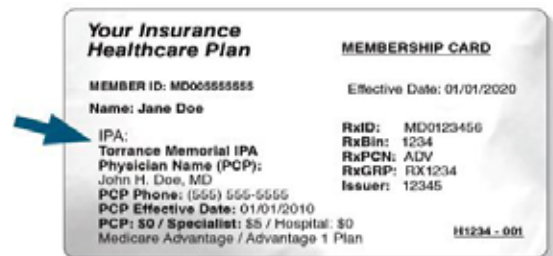 Your Insurance
Healthcare Plan
MEMBERSHIP CARD
MEMBER ID: MD005555555
Effective Date: 01/01/2020
Name: Jane Doe
IPA:
Torrance Memorial IPA
Physician Name (PCP):
John H. Doe, MD
PCP Phone: (555) 555-5555
PCP Effective Date: 01/01/2010
PCP: $0 / Specialist: $5 / Hospital: $0
Medicare Advantage / Advantage 1 Plan
RxID: MD0123456
RxBin: 1234
RxPCN: ADV
RxGRP: RX1234
Issuer: 12345
H1234 - 001